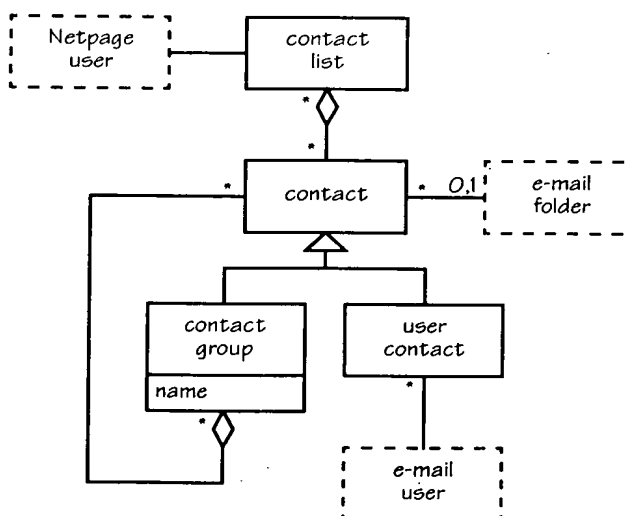 Netpage
user
contact
list
*
*
*
contact
*
0,1
e-mail
folder
contact
group
name
*
user
contact
*
e-mail
user